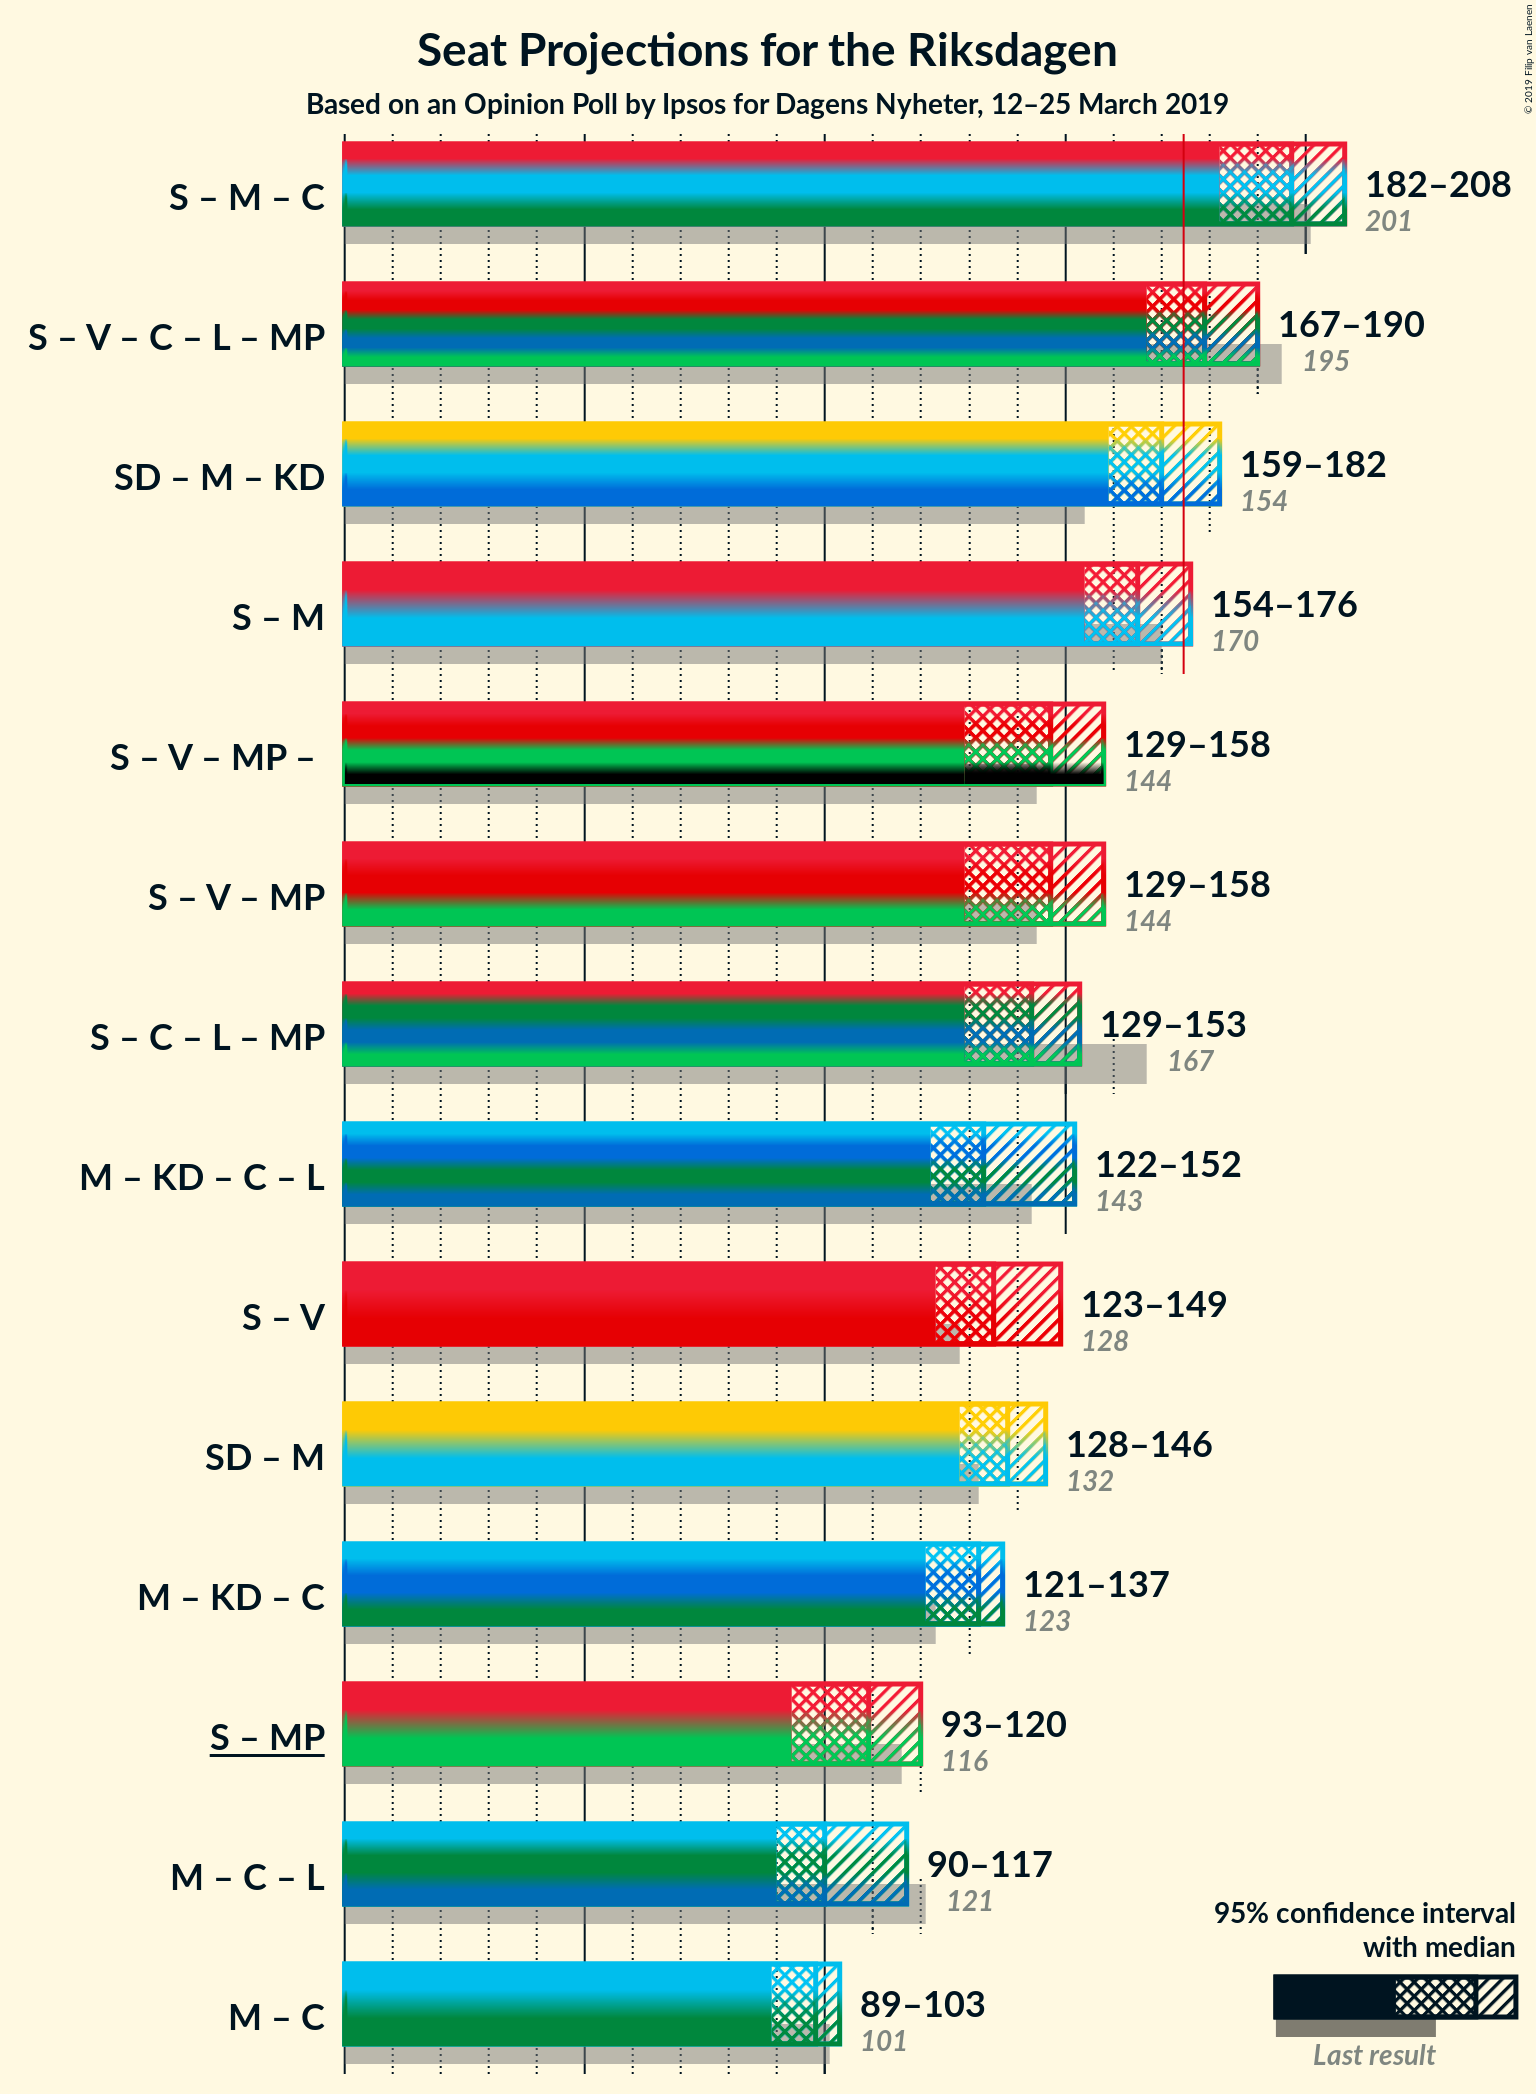 Seat Projections for the Riksdagen
Based on an Opinion Poll by Ipsos for Dagens Nyheter, 12–25 March 2019
© 2019 Filip van Laenen
S – M – C
182–208
201
S – V – C – L – MP
167–190
195
SD – M – KD
159–182
154
S – M
154–176
170
S – V – MP –
129–158
144
S – V – MP
129–158
144
S – C – L – MP
129–153
167
M – KD – C – L
122–152
143
S – V
123–149
128
SD – M
128–146
132
M – KD – C
121–137
123
S – MP
93–120
116
M – C – L
90–117
121
M – C
89–103
101
95% confidence interval
with median
Last result